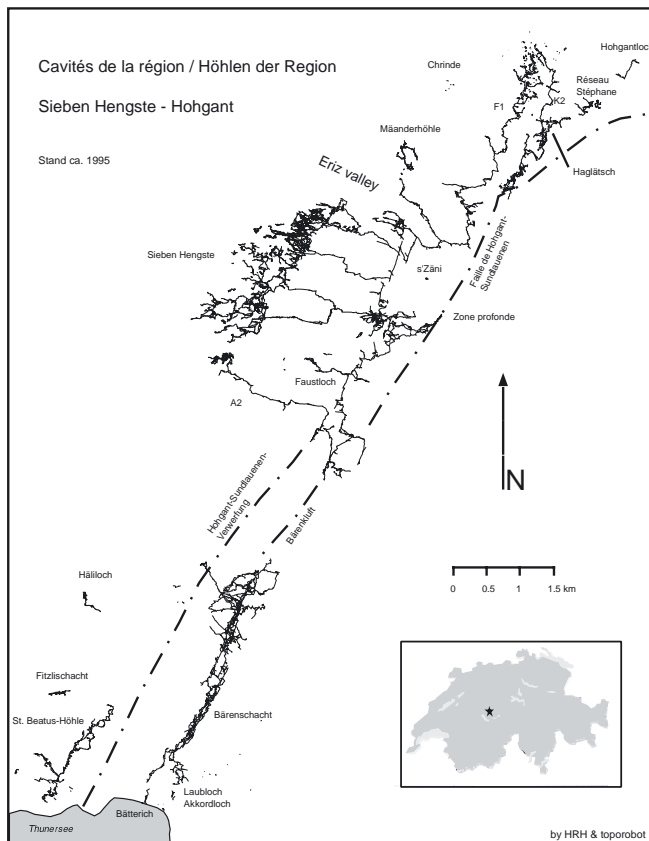 Cavités de la région / Höhlen der Region
Sieben Hengste - Hohgant
Stand ca. 1995
Hohgantloch
Chrinde
Réseau
Stéphane
F1
K2
Mäanderhöhle
Haglätsch
Eriz valley
Sieben Hengste
s'Zäni
Faille de Hohgant-
Sundlauenen
Zone profonde
Faustloch
A2
N
Hohgant-Sundlauenen-
Verwerfung
Bärenkluft
Häliloch
0 0.5 1 1.5 km
Fitzlischacht
St. Beatus-Höhle
Bärenschacht
Laubloch
Akkordloch
Bätterich
Thunersee
by HRH & toporobot